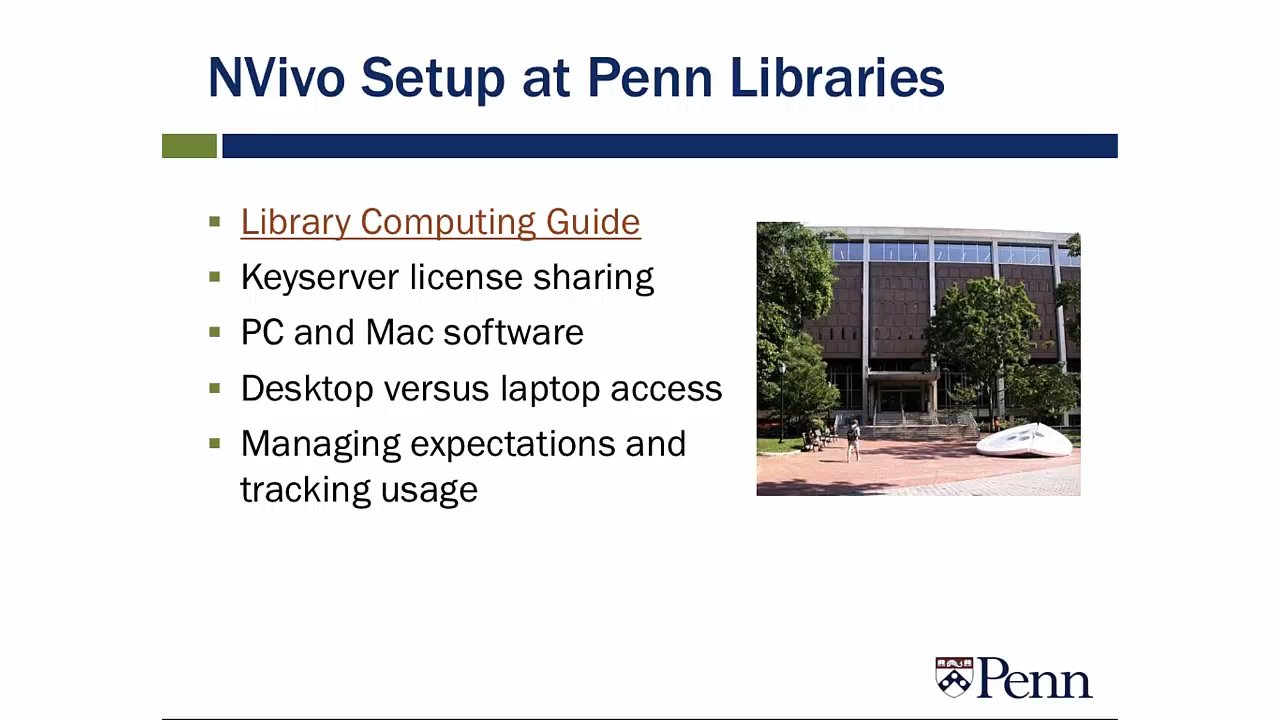 NVivo Setup at Penn Libraries
Library Computing Guide
Keyserver license sharing
PC and Mac software
Desktop versus laptop access
Managing expectations and
tracking usage
Penn